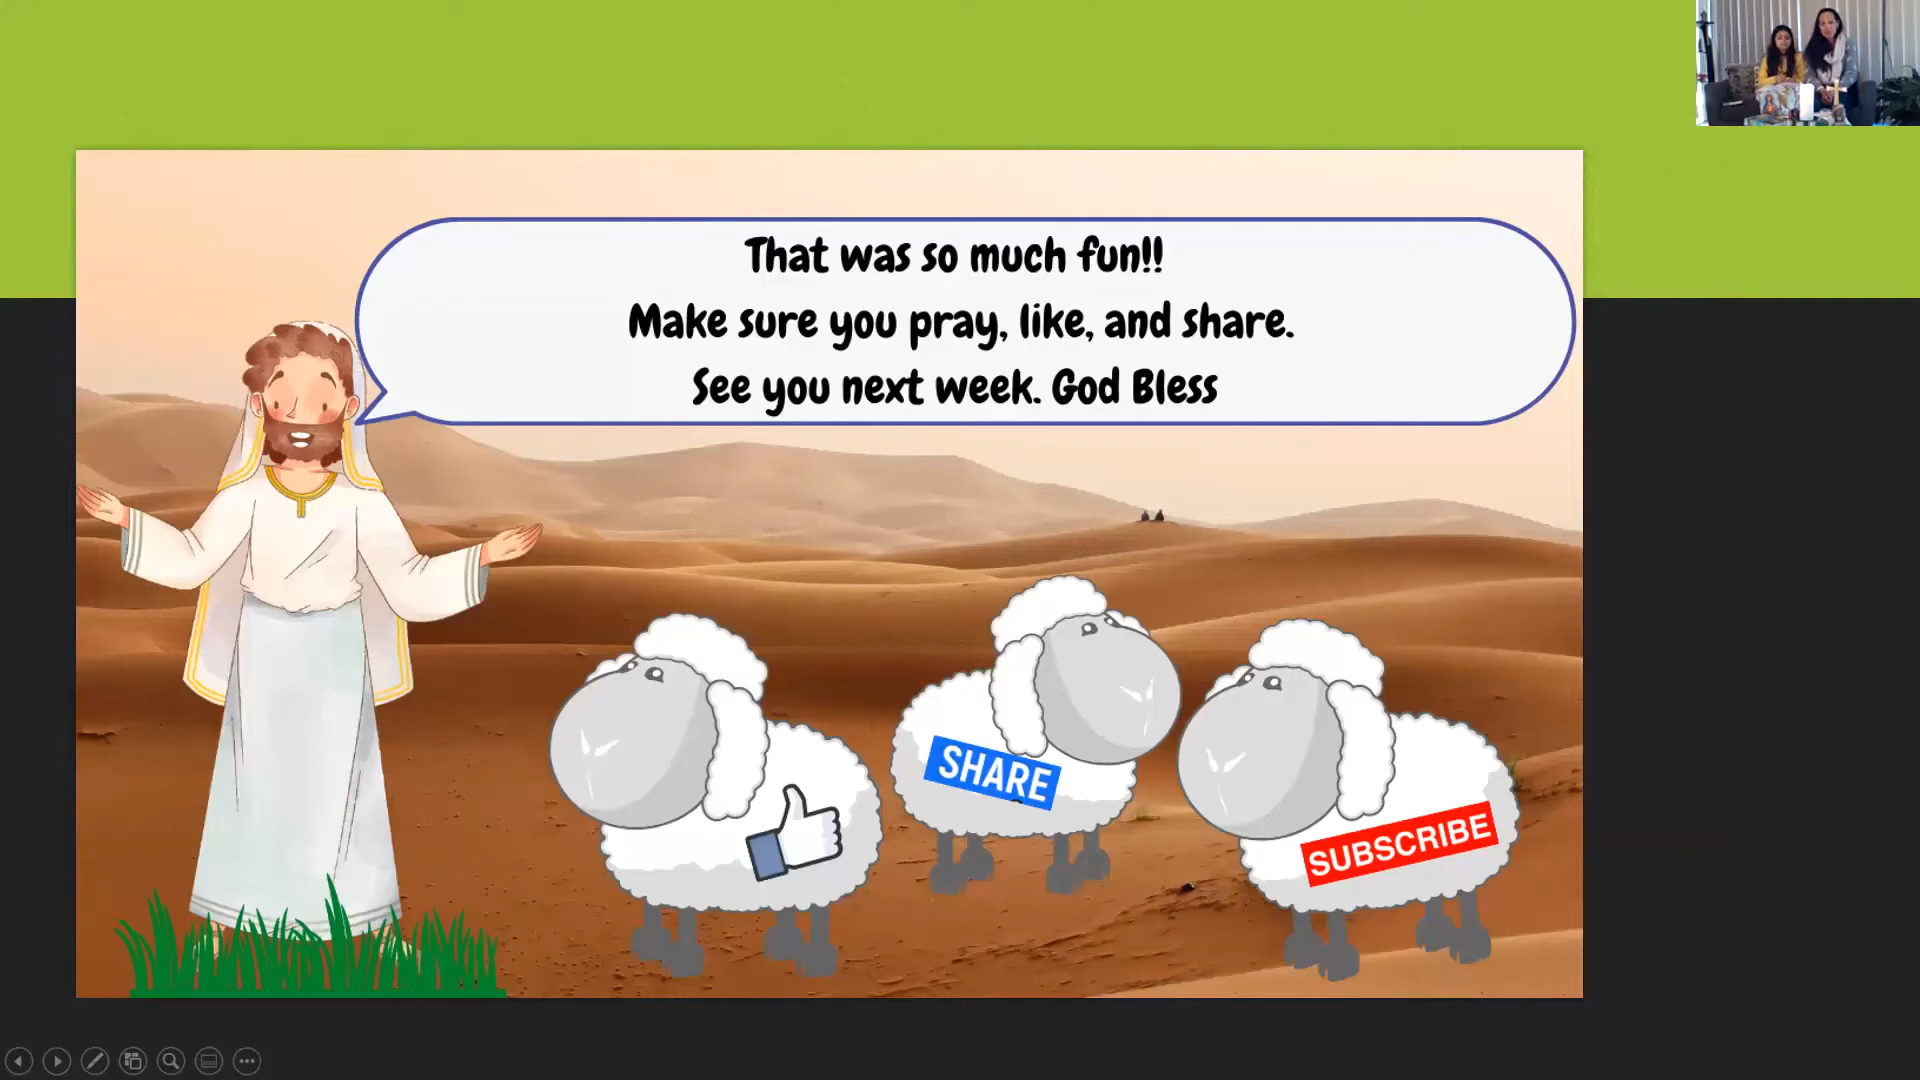 That was so much fun!!
Make sure you pray, like, and share.
See you next week. God Bless
SHARE
SUBSCRIBE